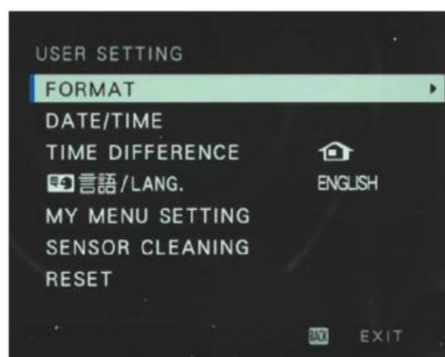 USER SETTING
FORMAT
DATE/TIME
TIME DIFFERENCE
言語/LANG. ENGLISH
MY MENU SETTING
SENSOR CLEANING
RESET
BACK EXIT